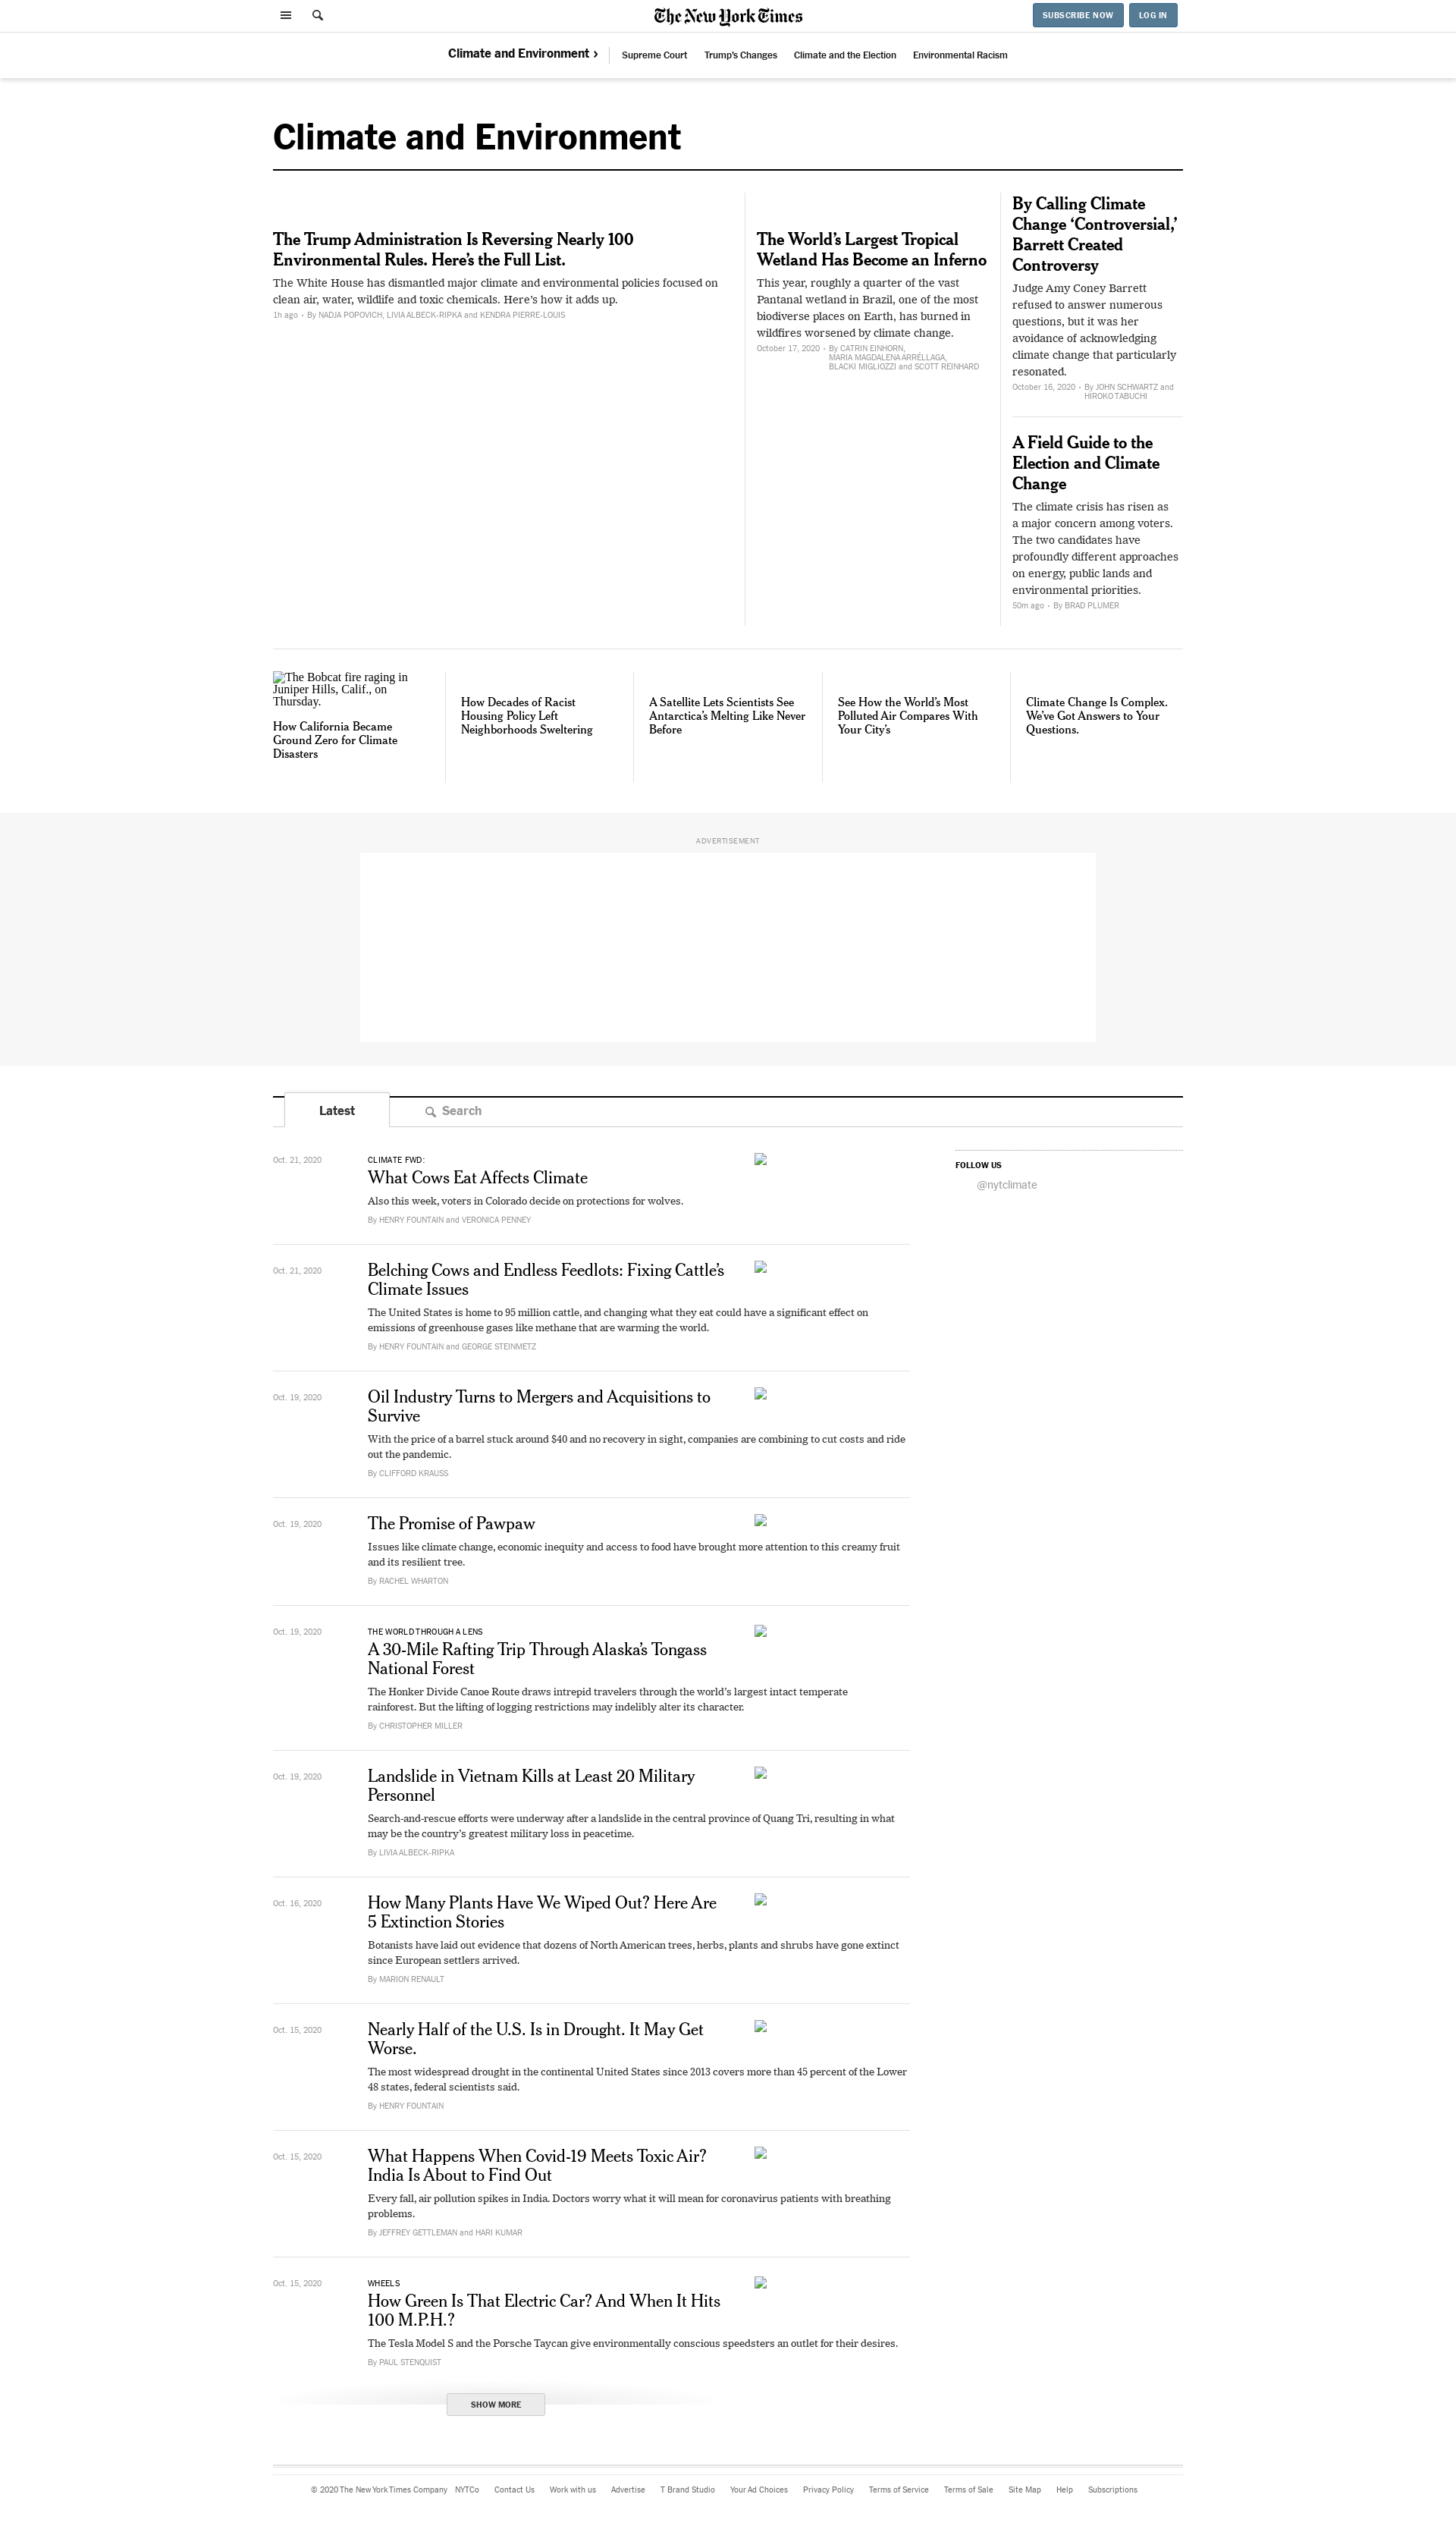 The New York Times
SUBSCRIBE NOW
LOG IN
Climate and Environment ›
Supreme Court
Trump's Changes
Climate and the Election
Environmental Racism
Climate and Environment
The Trump Administration Is Reversing Nearly 100
Environmental Rules. Here's the Full List.
The White House has dismantled major climate and environmental policies focused on
clean air, water, wildlife and toxic chemicals. Here's how it adds up.
1h ago • By NADJA POPOVICH, LIVIA ALBECK-RIPKA and KENDRA PIERRE-LOUIS
The World's Largest Tropical
Wetland Has Become an Inferno
This year, roughly a quarter of the vast
Pantanal wetland in Brazil, one of the most
biodiverse places on Earth, has burned in
wildfires worsened by climate change.
October 17, 2020 • By CATRIN EINHORN,
MARIA MAGDALENA ARRÉLLAGA,
BLACKI MIGLIOZZI and SCOTT REINHARD
By Calling Climate
Change ‘Controversial,’
Barrett Created
Controversy
Judge Amy Coney Barrett
refused to answer numerous
questions, but it was her
avoidance of acknowledging
climate change that particularly
resonated.
October 16, 2020 • By JOHN SCHWARTZ and
HIROKO TABUCHI
A Field Guide to the
Election and Climate
Change
The climate crisis has risen as
a major concern among voters.
The two candidates have
profoundly different approaches
on energy, public lands and
environmental priorities.
50m ago • By BRAD PLUMER
The Bobcat fire raging in
Juniper Hills, Calif., on
Thursday.
How California Became
Ground Zero for Climate
Disasters
How Decades of Racist
Housing Policy Left
Neighborhoods Sweltering
A Satellite Lets Scientists See
Antarctica's Melting Like Never
Before
See How the World's Most
Polluted Air Compares With
Your City's
Climate Change Is Complex.
We've Got Answers to Your
Questions.
ADVERTISEMENT
Latest
Search
Oct. 21, 2020
CLIMATE FWD:
What Cows Eat Affects Climate
Also this week, voters in Colorado decide on protections for wolves.
By HENRY FOUNTAIN and VERONICA PENNEY
FOLLOW US
@nytclimate
Oct. 21, 2020
Belching Cows and Endless Feedlots: Fixing Cattle's
Climate Issues
The United States is home to 95 million cattle, and changing what they eat could have a significant effect on
emissions of greenhouse gases like methane that are warming the world.
By HENRY FOUNTAIN and GEORGE STEINMETZ
Oct. 19, 2020
Oil Industry Turns to Mergers and Acquisitions to
Survive
With the price of a barrel stuck around $40 and no recovery in sight, companies are combining to cut costs and ride
out the pandemic.
By CLIFFORD KRAUSS
Oct. 19, 2020
The Promise of Pawpaw
Issues like climate change, economic inequity and access to food have brought more attention to this creamy fruit
and its resilient tree.
By RACHEL WHARTON
Oct. 19, 2020
THE WORLD THROUGH A LENS
A 30-Mile Rafting Trip Through Alaska's Tongass
National Forest
The Honker Divide Canoe Route draws intrepid travelers through the world's largest intact temperate
rainforest. But the lifting of logging restrictions may indelibly alter its character.
By CHRISTOPHER MILLER
Oct. 19, 2020
Landslide in Vietnam Kills at Least 20 Military
Personnel
Search-and-rescue efforts were underway after a landslide in the central province of Quang Tri, resulting in what
may be the country's greatest military loss in peacetime.
By LIVIA ALBECK-RIPKA
Oct. 16, 2020
How Many Plants Have We Wiped Out? Here Are
5 Extinction Stories
Botanists have laid out evidence that dozens of North American trees, herbs, plants and shrubs have gone extinct
since European settlers arrived.
By MARION RENAULT
Oct. 15, 2020
Nearly Half of the U.S. Is in Drought. It May Get
Worse.
The most widespread drought in the continental United States since 2013 covers more than 45 percent of the Lower
48 states, federal scientists said.
By HENRY FOUNTAIN
Oct. 15, 2020
What Happens When Covid-19 Meets Toxic Air?
India Is About to Find Out
Every fall, air pollution spikes in India. Doctors worry what it will mean for coronavirus patients with breathing
problems.
By JEFFREY GETTLEMAN and HARI KUMAR
Oct. 15, 2020
WHEELS
How Green Is That Electric Car? And When It Hits
100 M.P.H.?
The Tesla Model S and the Porsche Taycan give environmentally conscious speedsters an outlet for their desires.
By PAUL STENQUIST
SHOW MORE
© 2020 The New York Times Company NYTCo Contact Us Work with us Advertise T Brand Studio Your Ad Choices Privacy Policy Terms of Service Terms of Sale Site Map Help Subscriptions